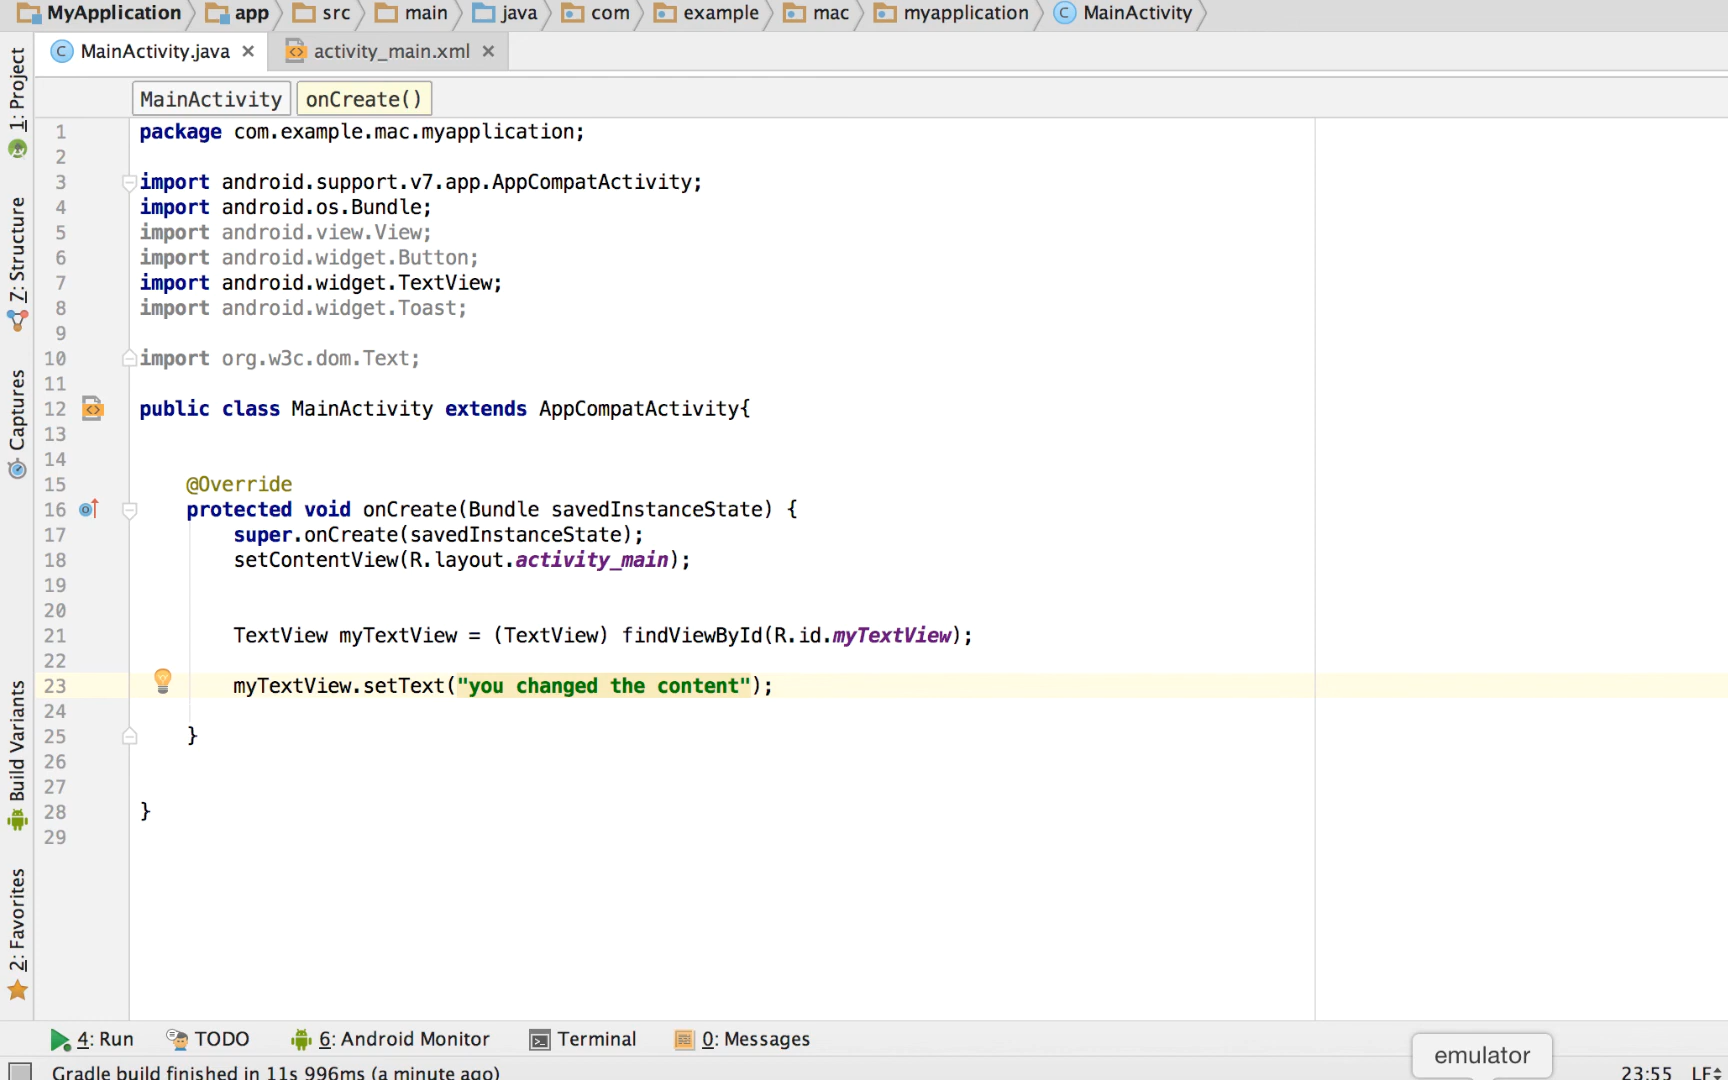 MyApplication app src main java com example mac myapplication MainActivity
MainActivity.java activity_main.xml
MainActivity onCreate()
1: Project
7: Structure
Captures
Build Variants
2: Favorites
1 package com.example.mac.myapplication;
2
3 import android.support.v7.app.AppCompatActivity;
4 import android.os.Bundle;
5 import android.view.View;
6 import android.widget.Button;
7 import android.widget.TextView;
8 import android.widget.Toast;
9
10 import org.w3c.dom.Text;
11
12 public class MainActivity extends AppCompatActivity{
13
14
15 @Override
16 protected void onCreate(Bundle savedInstanceState) {
17 super.onCreate(savedInstanceState);
18 setContentView(R.layout.activity_main);
19
20
21 TextView myTextView = (TextView) findViewById(R.id.myTextView);
22
23 myTextView.setText("you changed the content");
24
25 }
26
27
28 }
29
4: Run TODO 6: Android Monitor Terminal 0: Messages
emulator
Gradle build finished in 11s 996ms (a minute ago) 23:55 LF